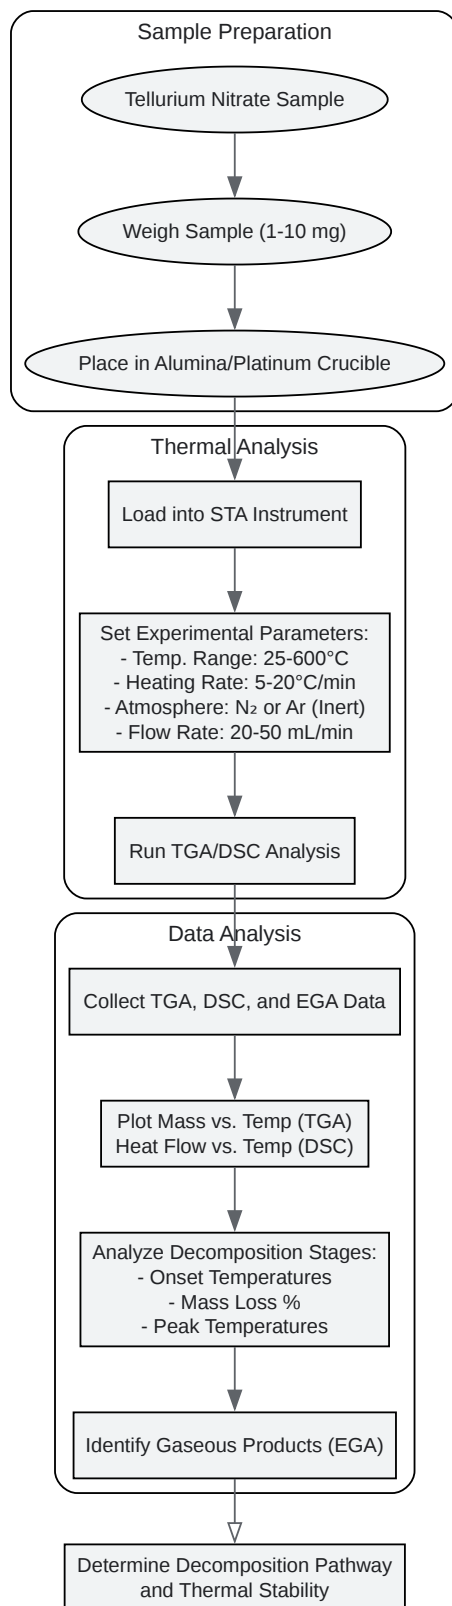 Sample Preparation
Tellurium Nitrate Sample
Weigh Sample (1-10 mg)
Place in Alumina/Platinum Crucible
Thermal Analysis
Load into STA Instrument
Set Experimental Parameters:
- Temp. Range: 25-600°C
- Heating Rate: 5-20°C/min
- Atmosphere: N₂ or Ar (Inert)
- Flow Rate: 20-50 mL/min
Run TGA/DSC Analysis
Data Analysis
Collect TGA, DSC, and EGA Data
Plot Mass vs. Temp (TGA)
Heat Flow vs. Temp (DSC)
Analyze Decomposition Stages:
- Onset Temperatures
- Mass Loss %
- Peak Temperatures
Identify Gaseous Products (EGA)
Determine Decomposition Pathway
and Thermal Stability